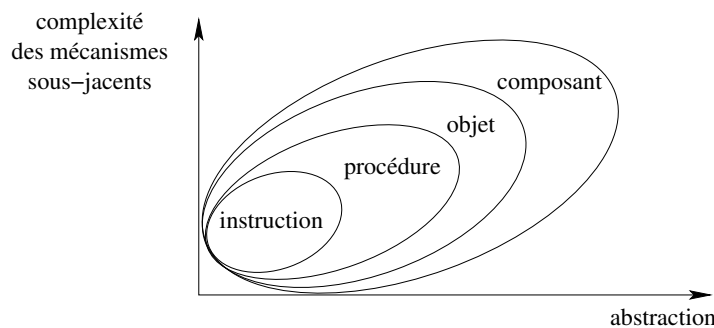 complexité
des mécanismes
sous−jacents
composant
objet
procédure
instruction
abstraction